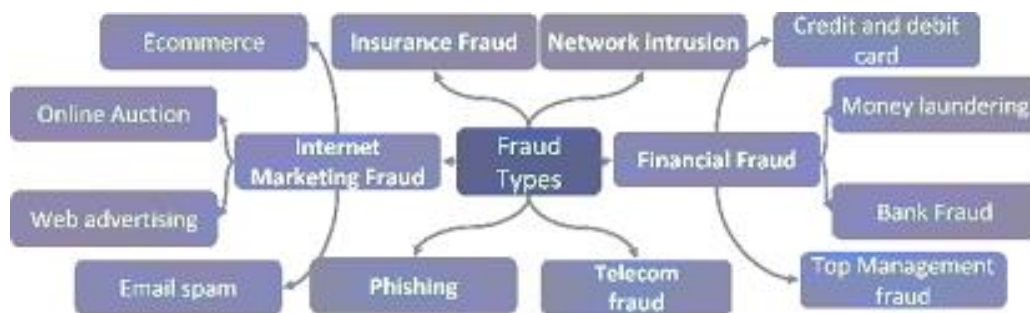 Ecommerce
Insurance Fraud
Network intrusion
Credit and debit
card
Online Auction
Money laundering
Internet
Marketing Fraud
Fraud
Types
Financial Fraud
Web advertising
Bank Fraud
Email spam
Phishing
Telecom
fraud
Top Management
fraud